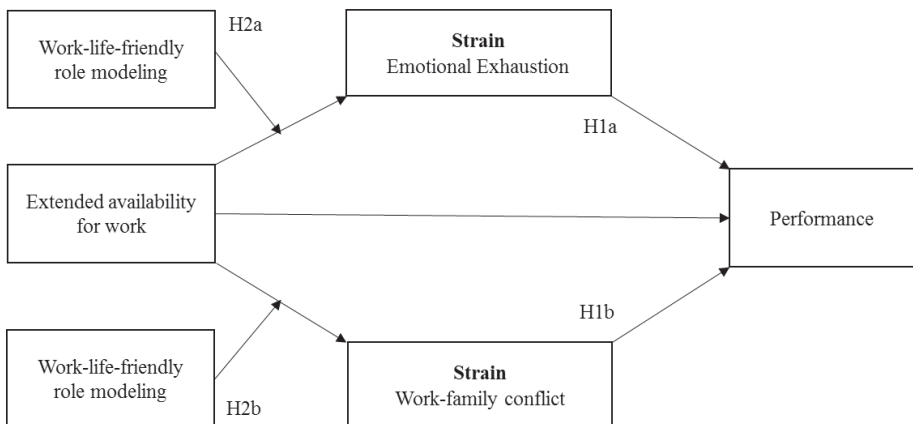 H2a
Work-life-friendly
role modeling
Strain
Emotional Exhaustion
H1a
Extended availability
for work
Performance
H1b
Work-life-friendly
role modeling
H2b
Strain
Work-family conflict